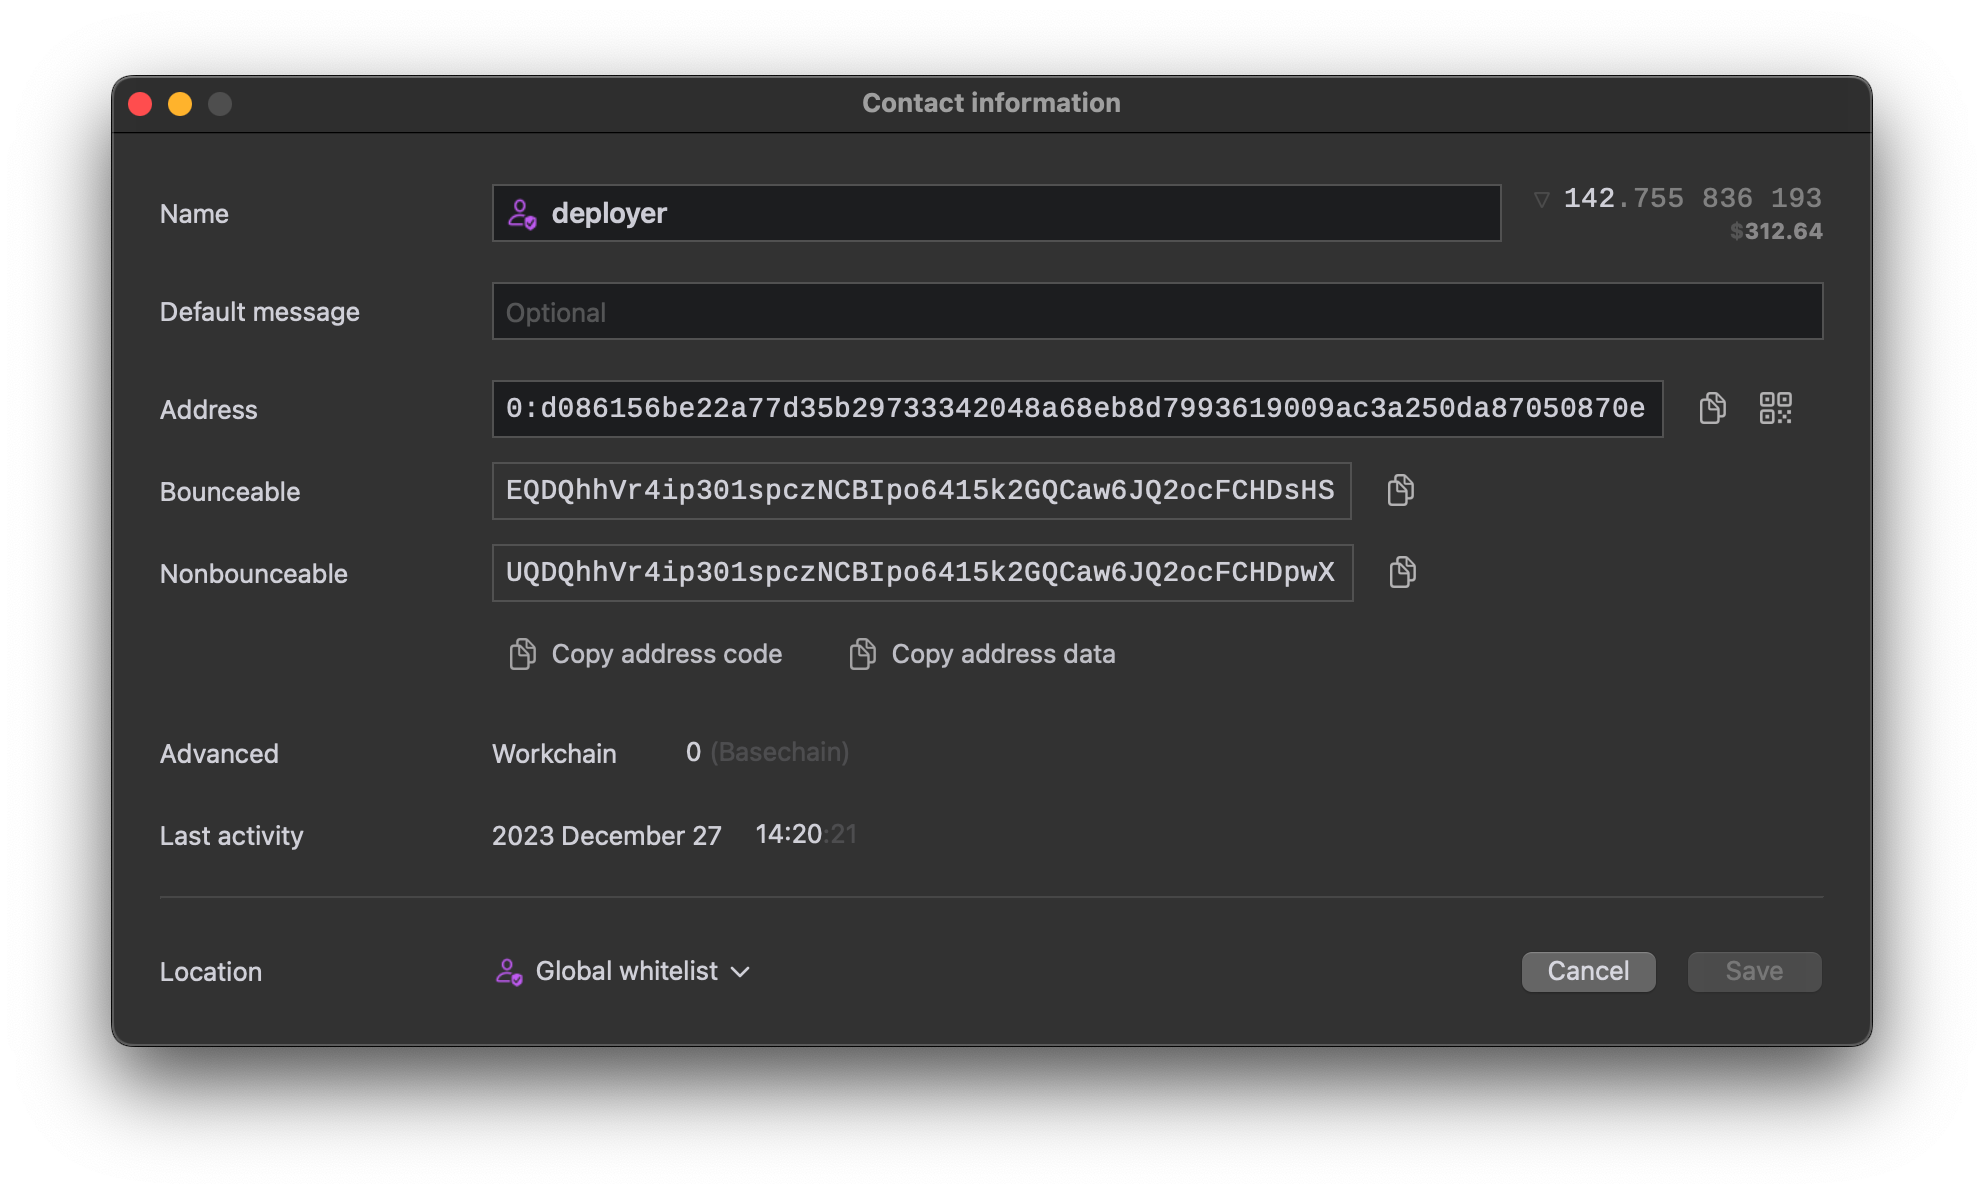 Contact information
Name
deployer
▽ 142.755 836 193
$312.64
Default message
Optional
Address
0:d086156be22a77d35b29733342048a68eb8d7993619009ac3a250da87050870e
Bounceable
EQDQhhVr4ip301spczNCBIpo6415k2GQCaw6JQ2ocFCHDsHS
Nonbounceable
UQDQhhVr4ip301spczNCBIpo6415k2GQCaw6JQ2ocFCHDpwX
Copy address code
Copy address data
Advanced
Workchain
0 (Basechain)
Last activity
2023 December 27
14:20:21
Location
Global whitelist
Cancel
Save